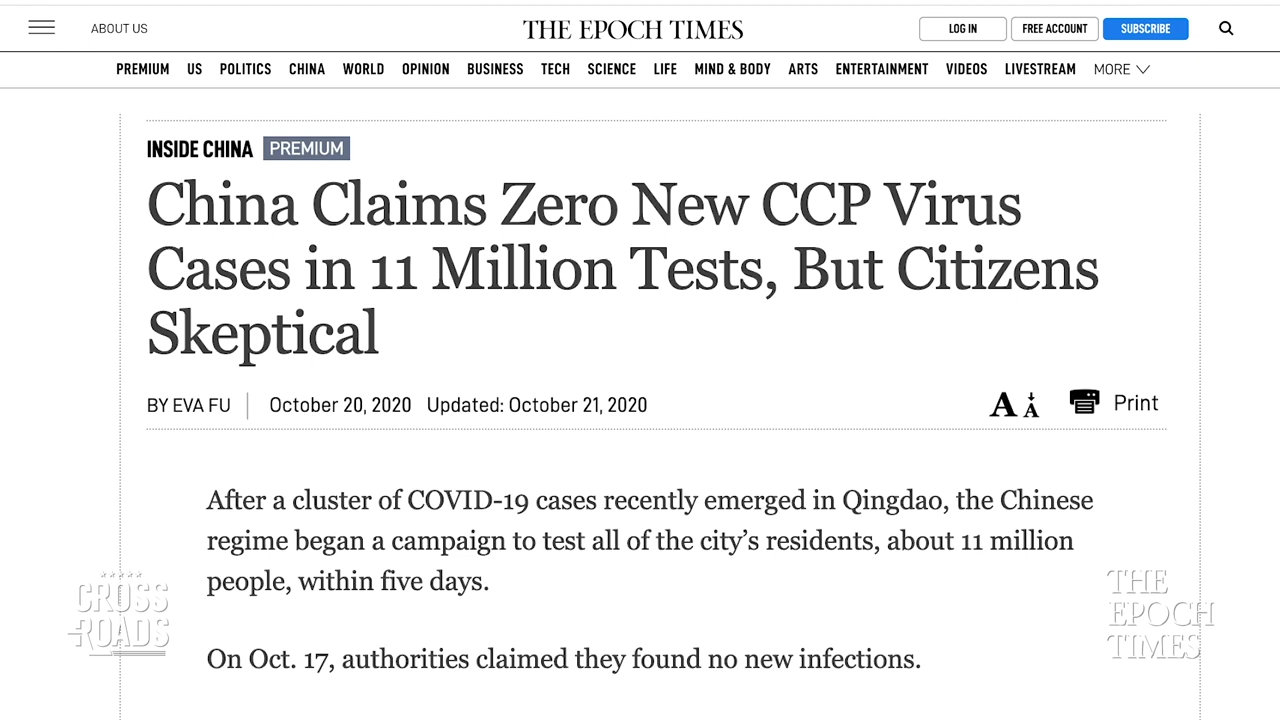 ABOUT US
THE EPOCH TIMES
LOG IN
FREE ACCOUNT
SUBSCRIBE
PREMIUM US POLITICS CHINA WORLD OPINION BUSINESS TECH SCIENCE LIFE MIND & BODY ARTS ENTERTAINMENT VIDEOS LIVESTREAM MORE
INSIDE CHINA PREMIUM
China Claims Zero New CCP Virus
Cases in 11 Million Tests, But Citizens
Skeptical
BY EVA FU October 20, 2020 Updated: October 21, 2020
A A Print
After a cluster of COVID-19 cases recently emerged in Qingdao, the Chinese
regime began a campaign to test all of the city's residents, about 11 million
people, within five days.
On Oct. 17, authorities claimed they found no new infections.
CROSS
ROADS
THE
EPOCH
TIMES